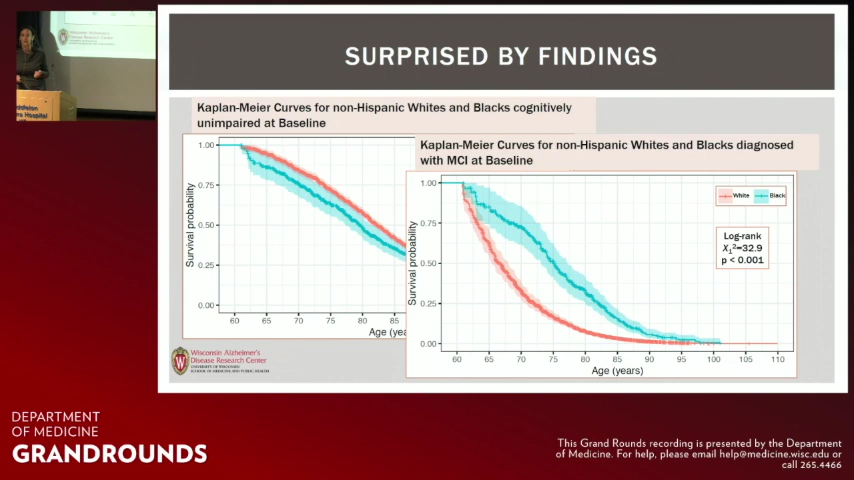 SURPRISED BY FINDINGS
Kaplan-Meier Curves for non-Hispanic Whites and Blacks cognitively
unimpaired at Baseline
Survival probability
1.00
0.75
0.50
0.25
0.00
60 65 70 75 80 85
Age (yea
Kaplan-Meier Curves for non-Hispanic Whites and Blacks diagnosed
with MCI at Baseline
Survival probability
1.00
0.75
0.50
0.25
0.00
60 65 70 75 80 85 90 95 100 105 110
Age (years)
White Black
Log-rank
X₁²=32.9
p < 0.001
W
Wisconsin Alzheimer's
Disease Research Center
UNIVERSITY OF WISCONSIN
SCHOOL OF MEDICINE AND PUBLIC HEALTH
DEPARTMENT
OF MEDICINE
GRANDROUNDS
This Grand Rounds recording is presented by the Department
of Medicine. For help, please email help@medicine.wisc.edu or
call 265.4466